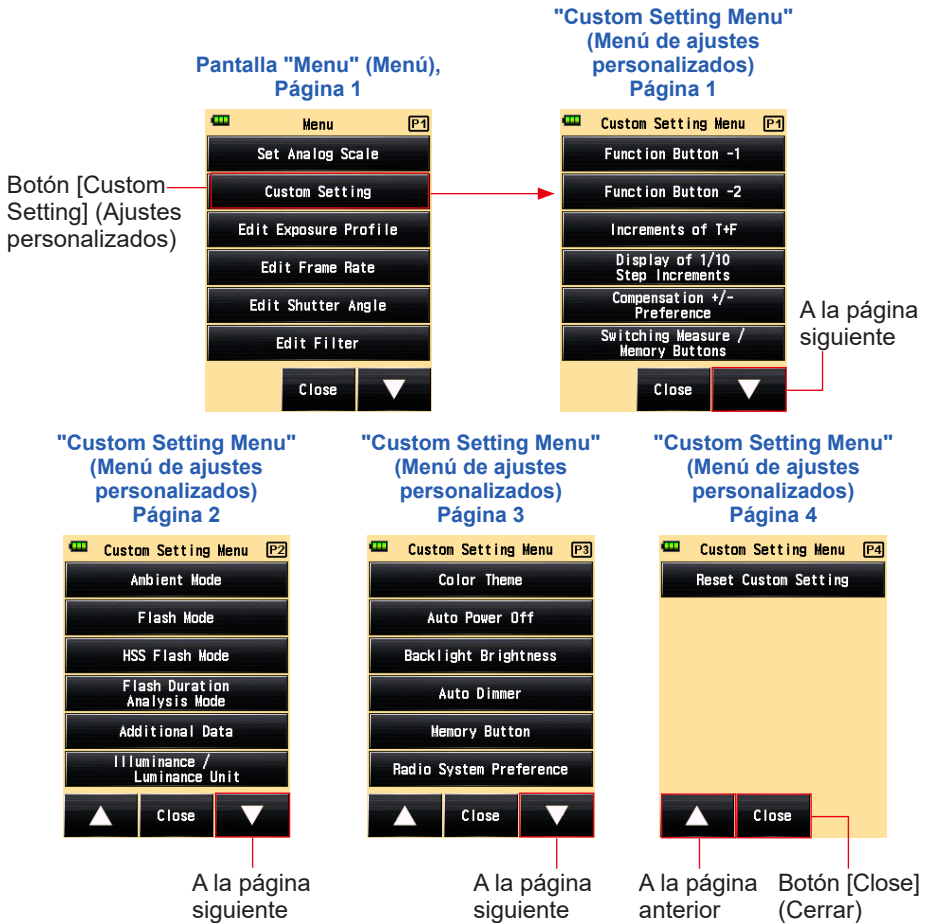 "Custom Setting Menu"
(Menú de ajustes
personalizados)
Página 1
Pantalla "Menu" (Menú),
Página 1
Menu P1
Set Analog Scale
Custom Setting
Edit Exposure Profile
Edit Frame Rate
Edit Shutter Angle
Edit Filter
Close
Botón [Custom
Setting] (Ajustes
personalizados)
Custom Setting Menu P1
Function Button -1
Function Button -2
Increments of T+F
Display of 1/10
Step Increments
Compensation +/-
Preference
Switching Measure /
Memory Buttons
Close
A la página
siguiente
"Custom Setting Menu"
(Menú de ajustes
personalizados)
Página 2
Custom Setting Menu P2
Ambient Mode
Flash Mode
HSS Flash Mode
Flash Duration
Analysis Mode
Additional Data
Illuminance /
Luminance Unit
Close
A la página
siguiente
"Custom Setting Menu"
(Menú de ajustes
personalizados)
Página 3
Custom Setting Menu P3
Color Theme
Auto Power Off
Backlight Brightness
Auto Dimmer
Memory Button
Radio System Preference
Close
A la página
siguiente
"Custom Setting Menu"
(Menú de ajustes
personalizados)
Página 4
Custom Setting Menu P4
Reset Custom Setting
Close
A la página
anterior
Botón [Close]
(Cerrar)